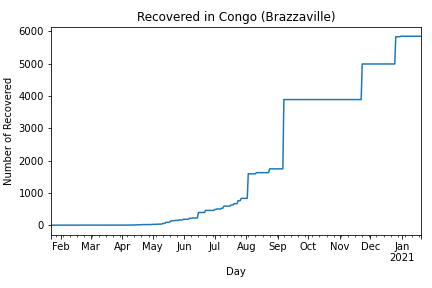 Recovered in Congo (Brazzaville)
Number of Recovered
6000
5000
4000
3000
2000
1000
0
Feb Mar Apr May Jun Jul Aug Sep Oct Nov Dec Jan
2021
Day